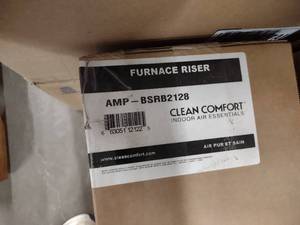 FURNACE RISER
AMP-BSRB2128
CLEAN COMFORT
INDOOR AIR ESSENTIALS
www.cleancomfort.com
AIR PUR ET SAIN